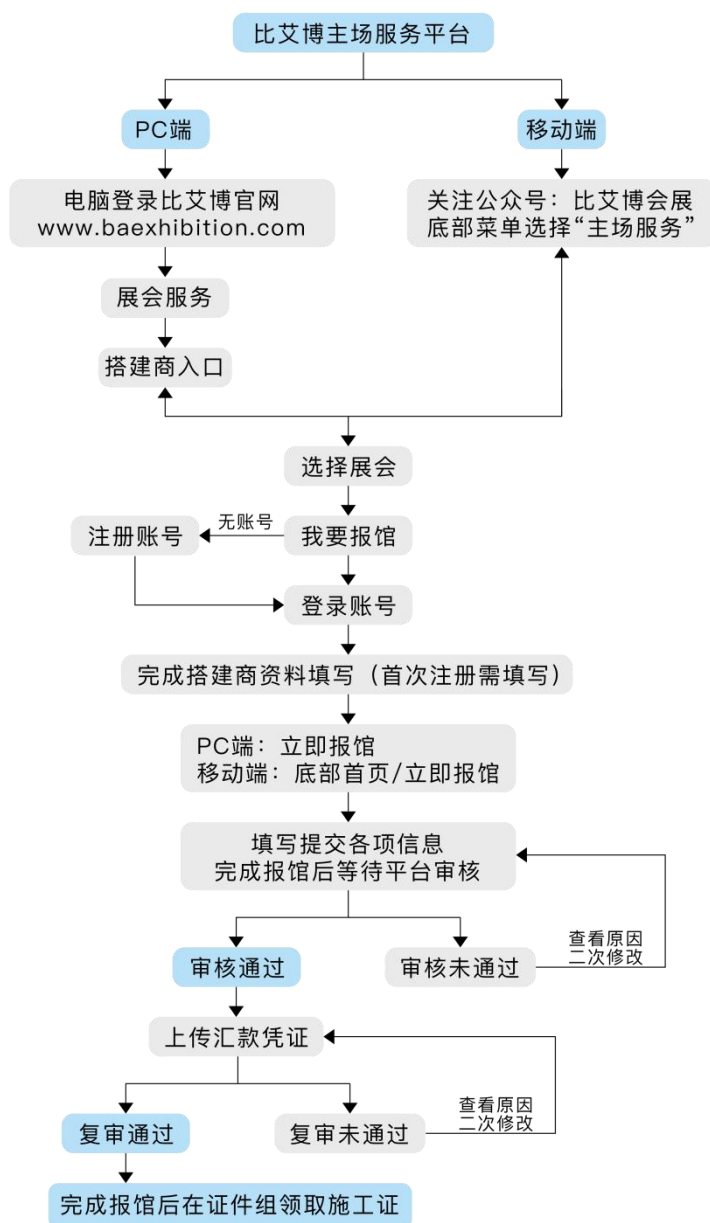 比艾博主场服务平台
PC端
移动端
电脑登录比艾博官网
www.baexhibition.com
关注公众号：比艾博会展
底部菜单选择“主场服务”
展会服务
搭建商入口
选择展会
无账号
注册账号
我要报馆
登录账号
完成搭建商资料填写（首次注册需填写）
PC端：立即报馆
移动端：底部首页/立即报馆
填写提交各项信息
完成报馆后等待平台审核
审核通过
审核未通过
查看原因
二次修改
上传汇款凭证
复审通过
复审未通过
查看原因
二次修改
完成报馆后在证件组领取施工证